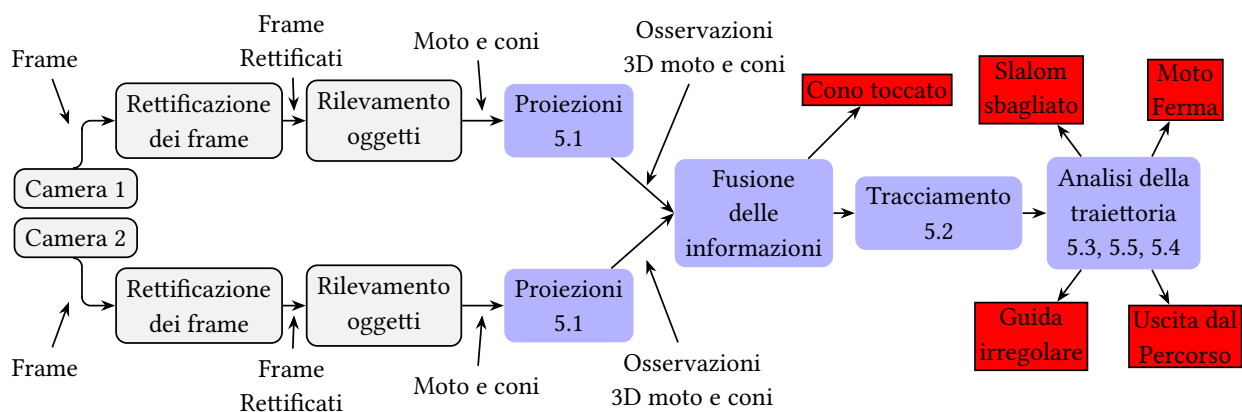 Frame
Frame
Rettificati
Moto e coni
Osservazioni
3D moto e coni
Slalom
sbagliato
Moto
Ferma
Cono toccato
Rettificazione
dei frame
Rilevamento
oggetti
Proiezioni
5.1
Camera 1
Camera 2
Fusione
delle
informazioni
Tracciamento
5.2
Analisi della
traiettoria
5.3, 5.5, 5.4
Rettificazione
dei frame
Rilevamento
oggetti
Proiezioni
5.1
Guida
irregolare
Uscita dal
Percorso
Frame
Frame
Rettificati
Moto e coni
Osservazioni
3D moto e coni